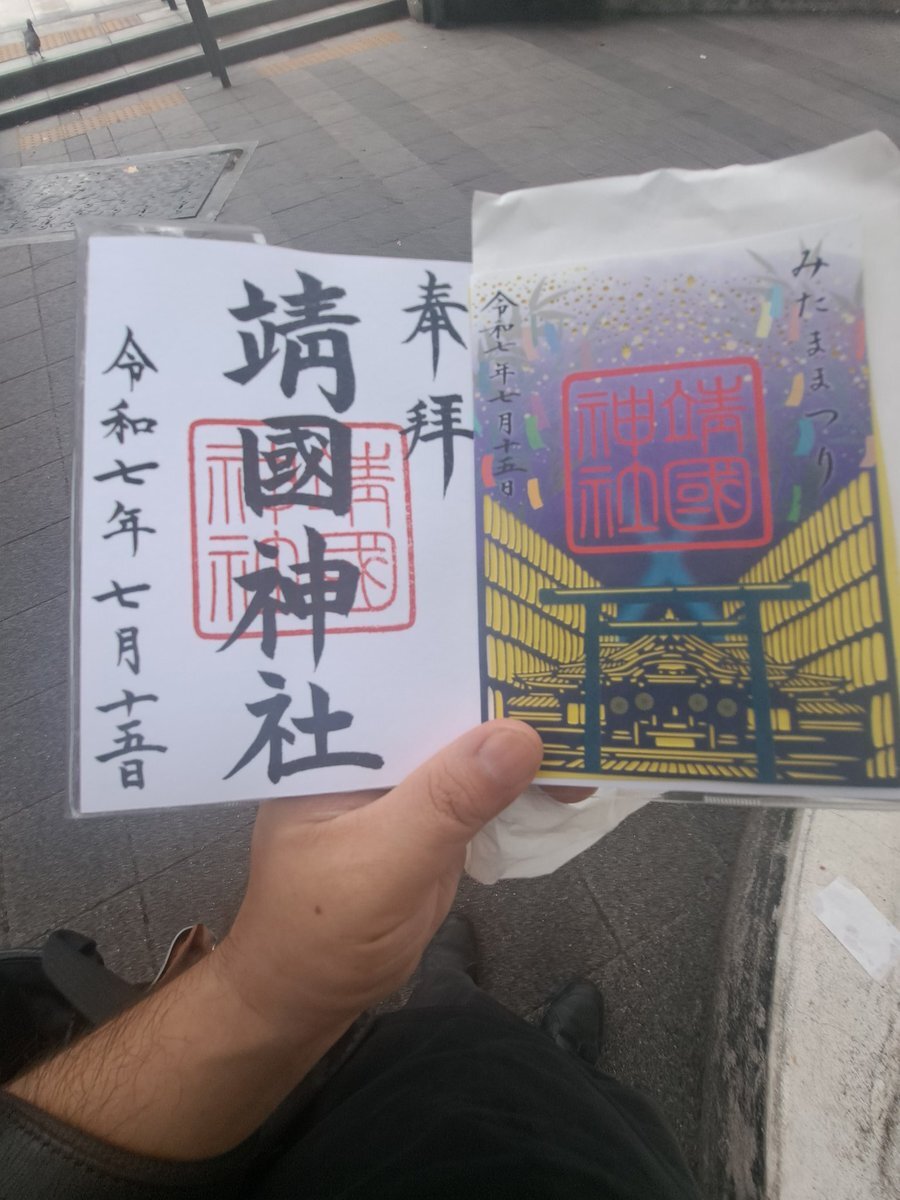 奉拜
靖國神社
靖國神社
令和七年七月十五日
みたままつり
靖國神社
令和七年七月十五日